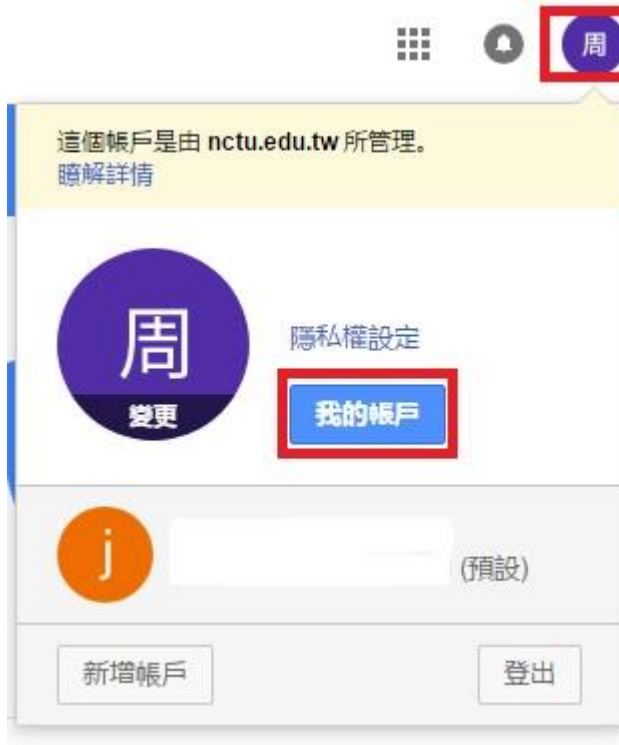 周
這個帳戶是由 nctu.edu.tw 所管理。
瞭解詳情
周
變更
隱私權設定
我的帳戶
j
(預設)
新增帳戶
登出